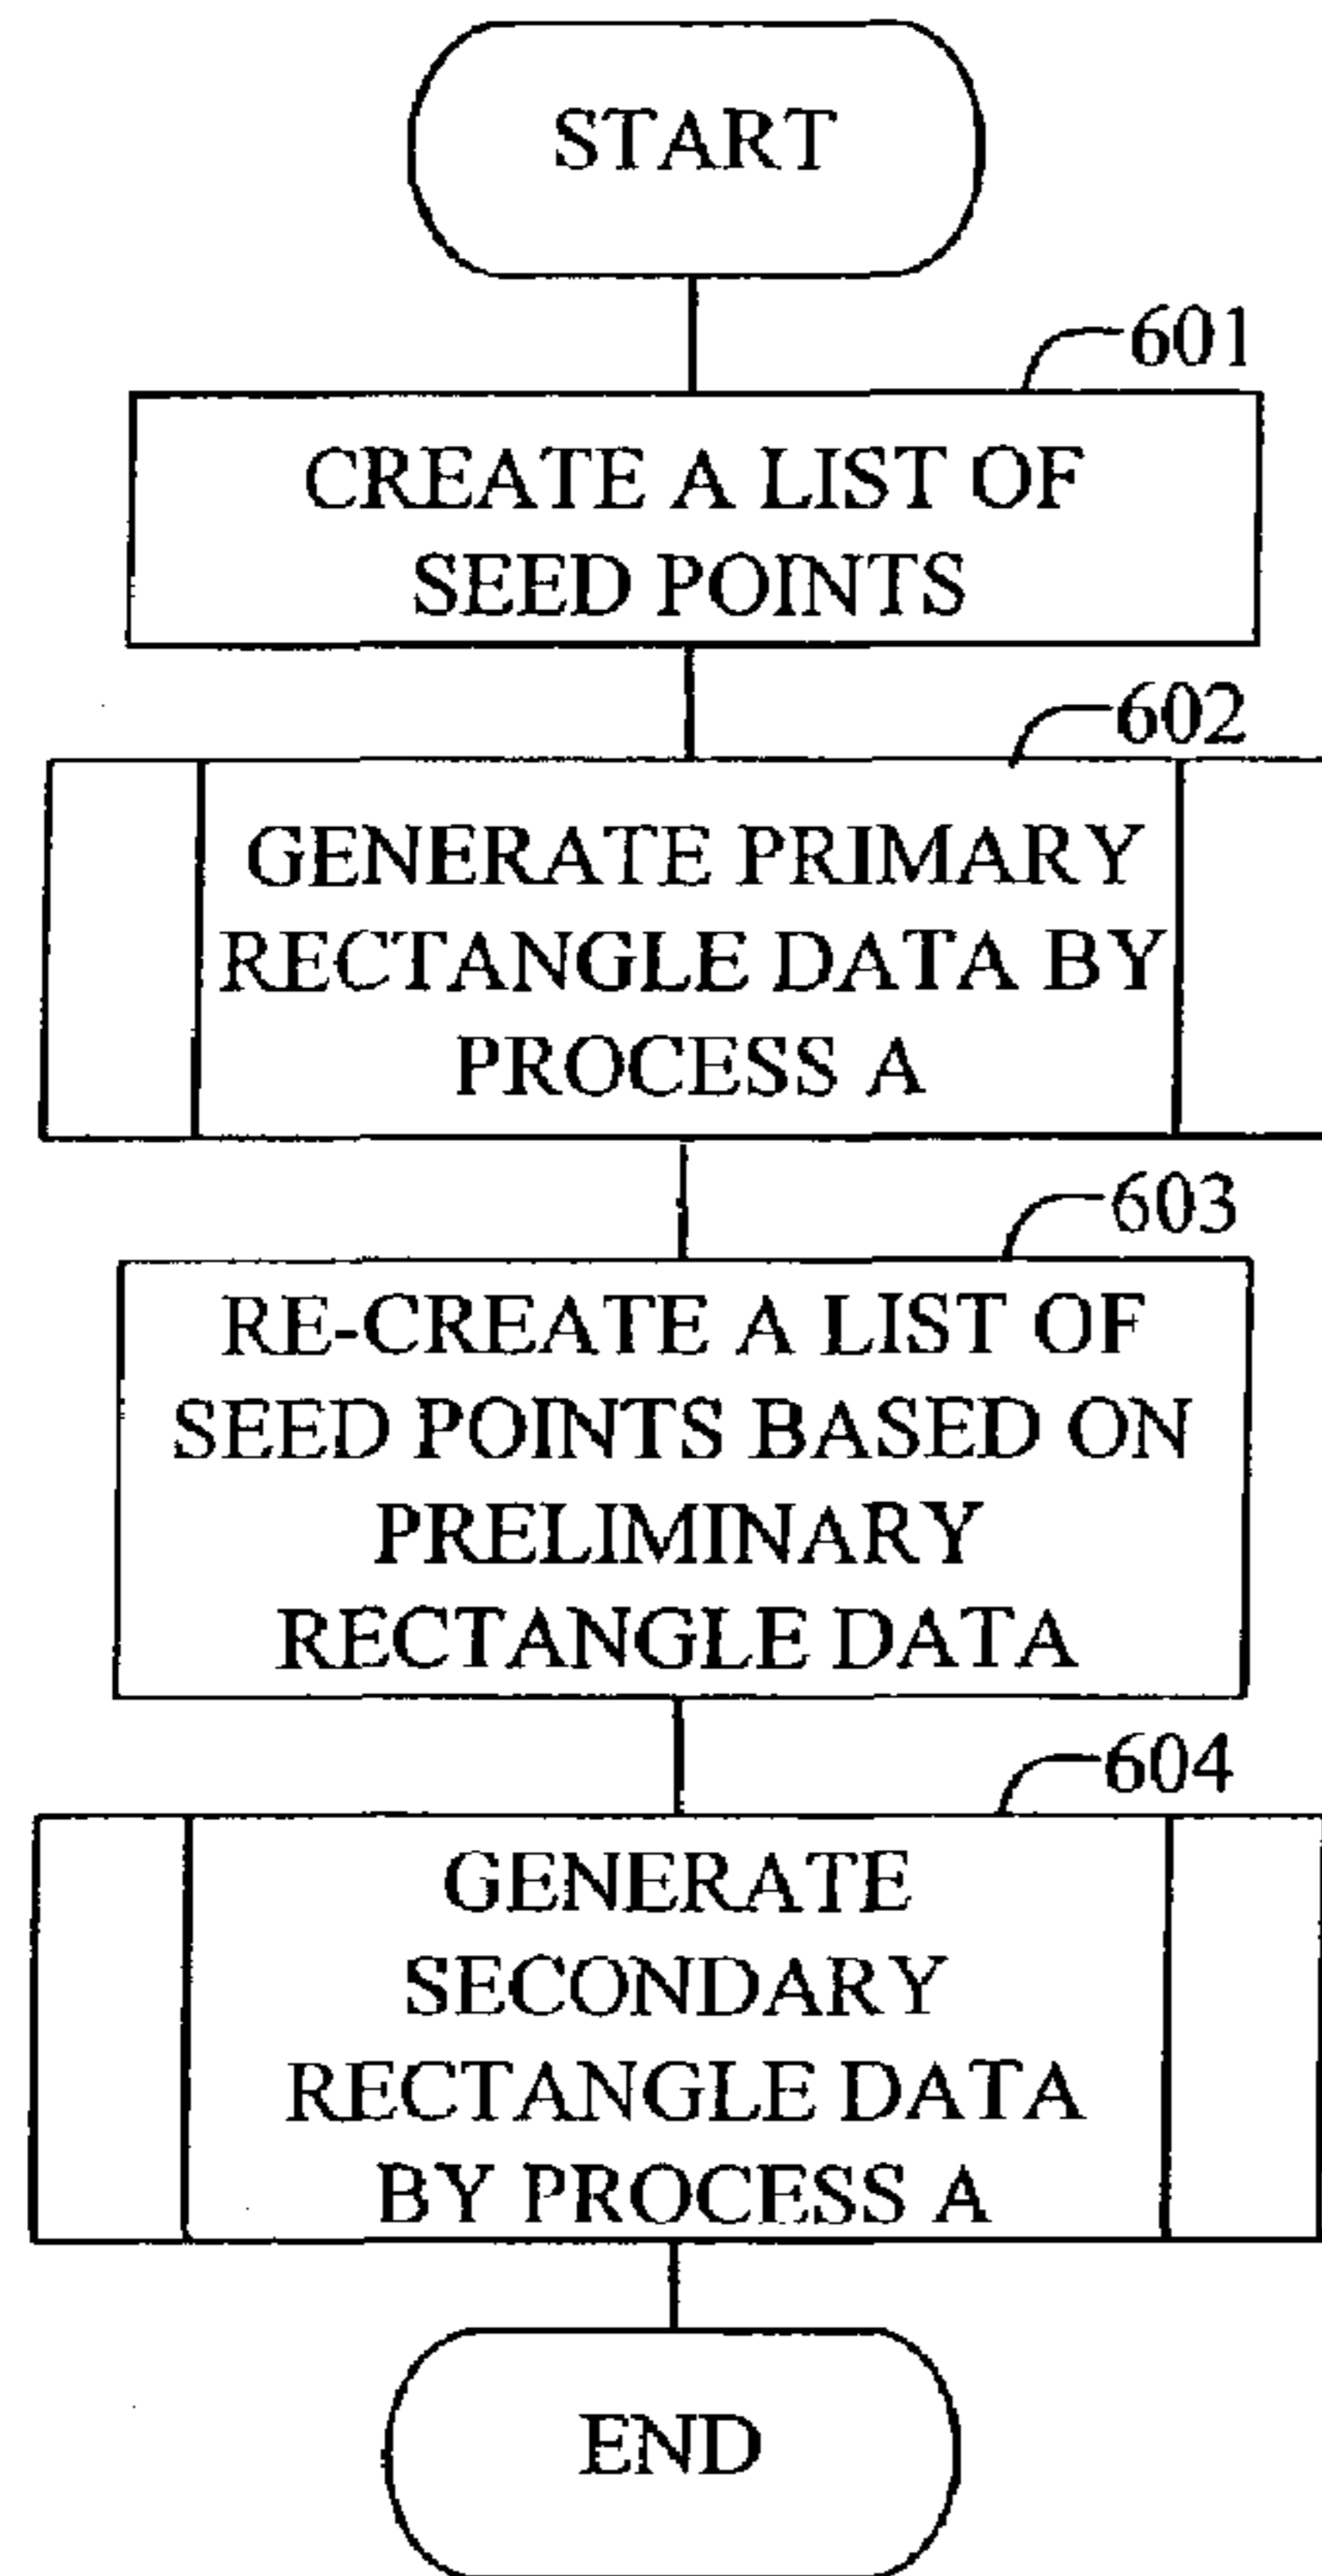 START
601
CREATE A LIST OF
SEED POINTS
602
GENERATE PRIMARY
RECTANGLE DATA BY
PROCESS A
603
RE-CREATE A LIST OF
SEED POINTS BASED ON
PRELIMINARY
RECTANGLE DATA
604
GENERATE
SECONDARY
RECTANGLE DATA
BY PROCESS A
END